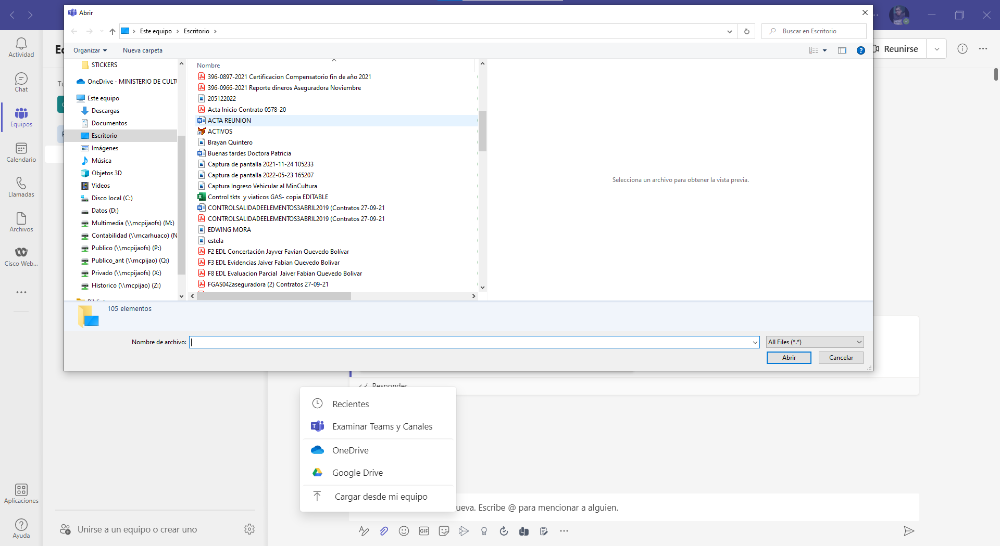 Abrir
Este equipo > Escritorio >
Buscar en Escritorio
Organizar
Nueva carpeta
?
Actividad
Chat
Equipos
Calendario
Llamadas
Archivos
Cisco Web...
Aplicaciones
Ayuda
Reunirse
STICKERS
OneDrive - MINISTERIO DE CULT
Este equipo
Descargas
Documentos
Escritorio
Imágenes
Música
Objetos 3D
Videos
Disco local (C:)
Datos (D:)
Multimedia (\\mcpijaofs) (M:)
Contabilidad (\\mcarhuaco) (N
Publico (\\mcpijaofs) (P:)
Publico_ant (\\mcpijao) (Q:)
Privado (\\mcpijaofs) (X:)
Historico (\\mcpijao) (Z:)
Nombre
396-0897-2021 Certificacion Compensatorio fin de año 2021
396-0966-2021 Reporte dineros Aseguradora Noviembre
205122022
Acta Inicio Contrato 0578-20
ACTA REUNION
ACTIVOS
Brayan Quintero
Buenas tardes Doctora Patricia
Captura de pantalla 2021-11-24 105233
Captura de pantalla 2022-05-23 165207
Captura Ingreso Vehicular al MinCultura
Control tkts y viaticos GAS- copia EDITABLE
CONTROLSALIDADEELEMENTOS3ABRIL2019 (Contratos 27-09-21
CONTROLSALIDADEELEMENTOS3ABRIL2019 (Contratos 27-09-21
EDWING MORA
estela
F2 EDL Concertación Jayver Favian Quevedo Bolívar
F3 EDL Evidencias Jaiver Fabian Quevedo Bolivar
F8 EDL Evaluacion Parcial Jaiver Fabian Quevedo Bolivar
FGAS042aseguradora (2) Contratos 27-09-21
Selecciona un archivo para obtener la vista previa.
105 elementos
Nombre de archivo:
All Files (*.*)
Abrir
Cancelar
Responder
Recientes
Examinar Teams y Canales
OneDrive
Google Drive
Cargar desde mi equipo
ueva. Escribe @ para mencionar a alguien.
GIF
Unirse a un equipo o crear uno